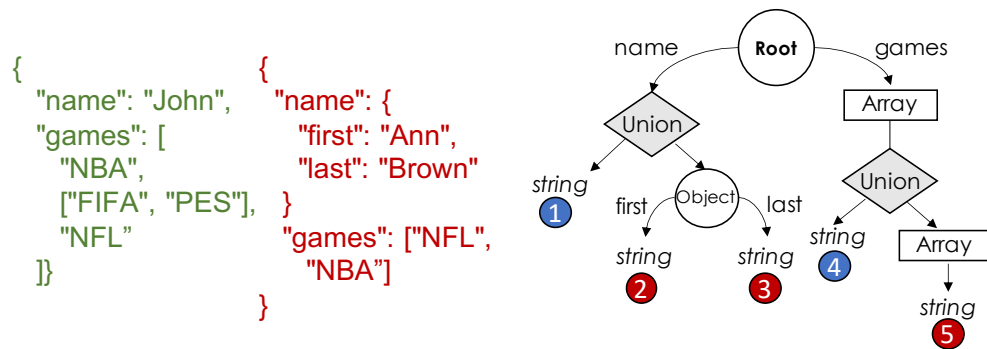 {
"name": "John",
"games": [
"NBA",
["FIFA", "PES"],
"NFL”
]}
{
"name": {
"first": "Ann",
"last": "Brown"
}
"games": ["NFL",
"NBA”]
}
name
Root
games
Union
Array
string
1
Object
first
last
string
2
string
3
Union
string
4
Array
string
5